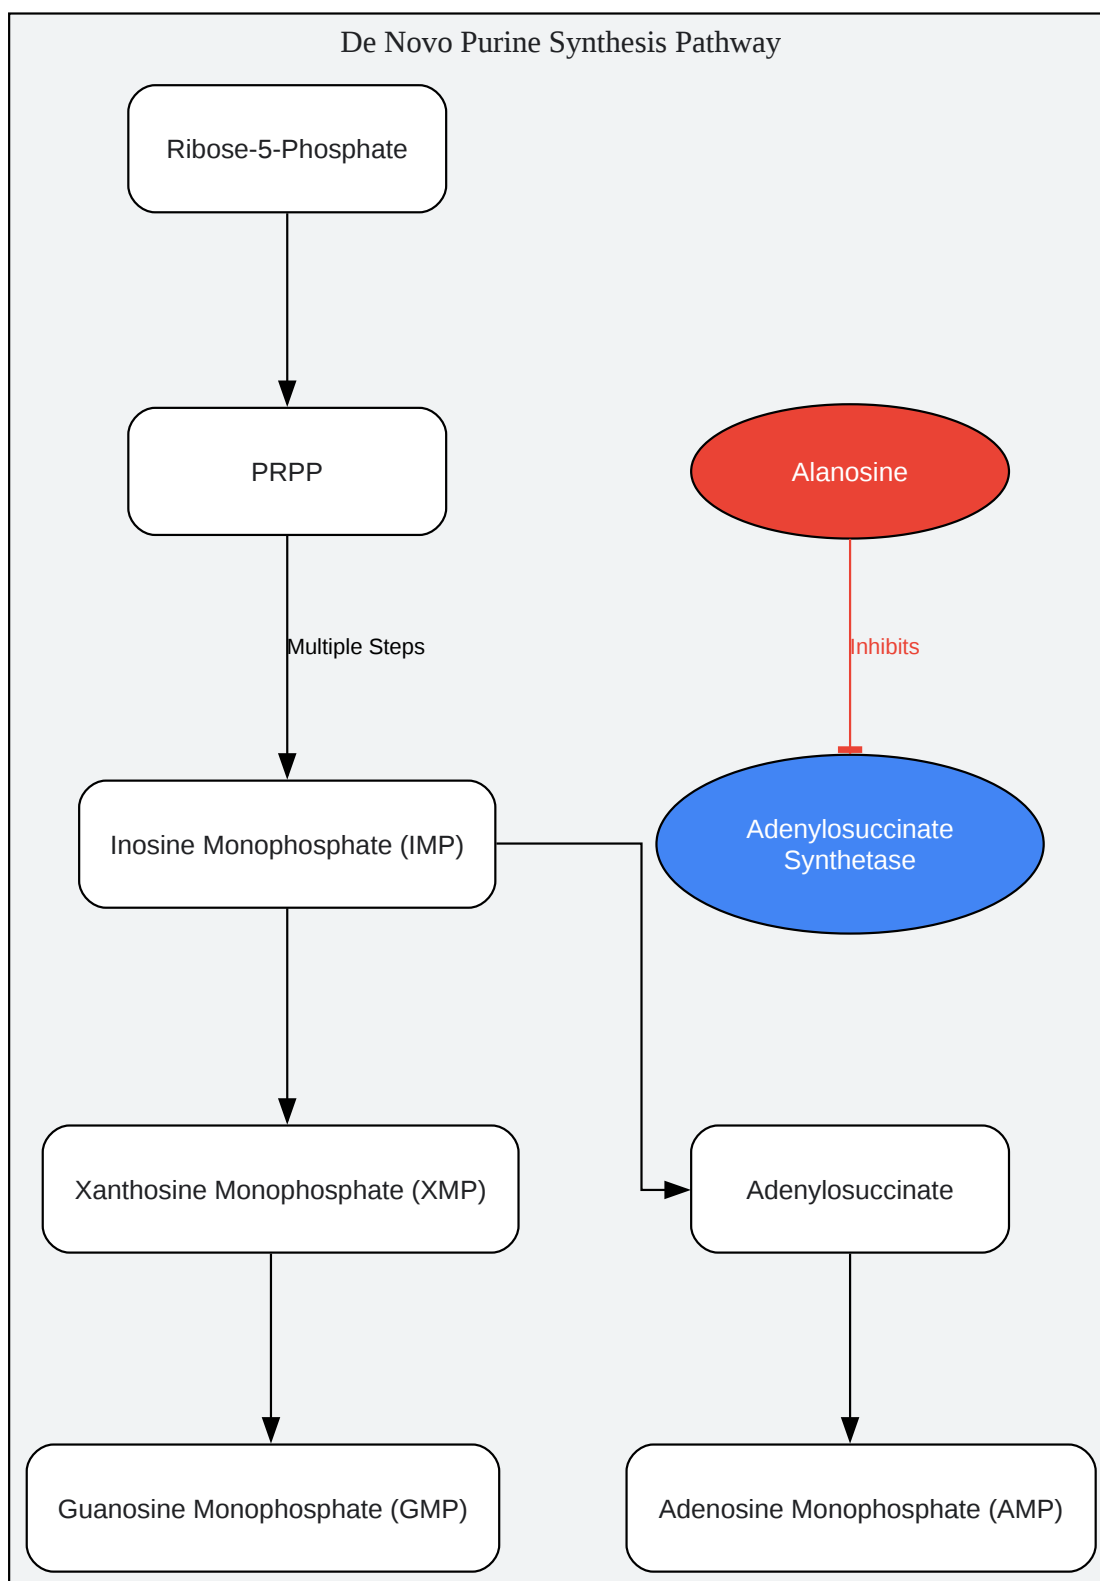 De Novo Purine Synthesis Pathway
Ribose-5-Phosphate
PRPP
Alanosine
Multiple Steps
Inhibits
Inosine Monophosphate (IMP)
Adenylosuccinate
Synthetase
Xanthosine Monophosphate (XMP)
Adenylosuccinate
Guanosine Monophosphate (GMP)
Adenosine Monophosphate (AMP)